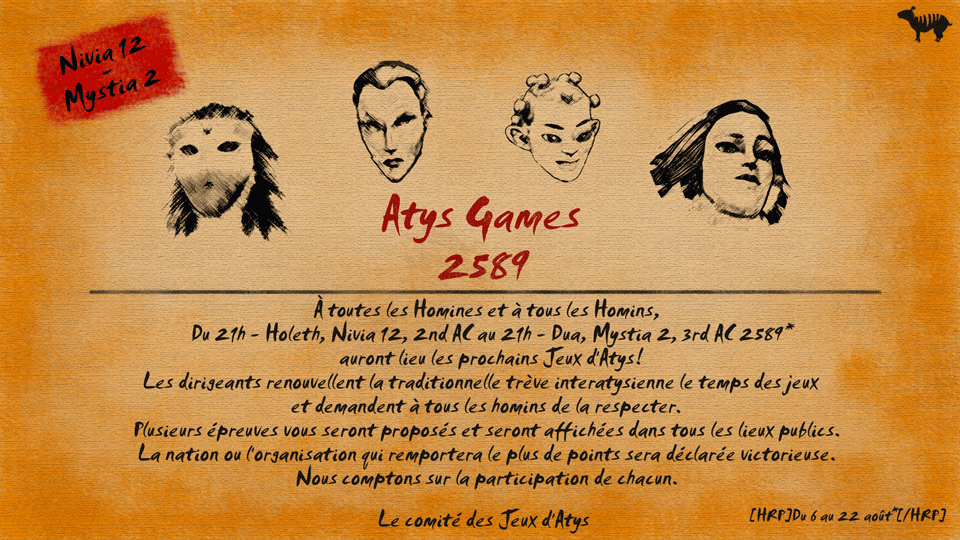 Nivia 12
-
Mystia 2
Atys Games
2589
À toutes les Homines et à tous les Homins,
Du 21h - Holeth, Nivia 12, 2nd AC au 21h - Dua, Mystia 2, 3rd AC 2589*
auront lieu les prochains Jeux d'Atys!
Les dirigeants renouvellent la traditionnelle trève interatysienne le temps des jeux
et demandent à tous les homins de la respecter.
Plusieurs épreuves vous seront proposés et seront affichées dans tous les lieux publics.
La nation ou l'organisation qui remportera le plus de points sera déclarée victorieuse.
Nous comptons sur la participation de chacun.
Le comité des Jeux d'Atys
[HRP]Du 6 au 22 août*[/HRP]